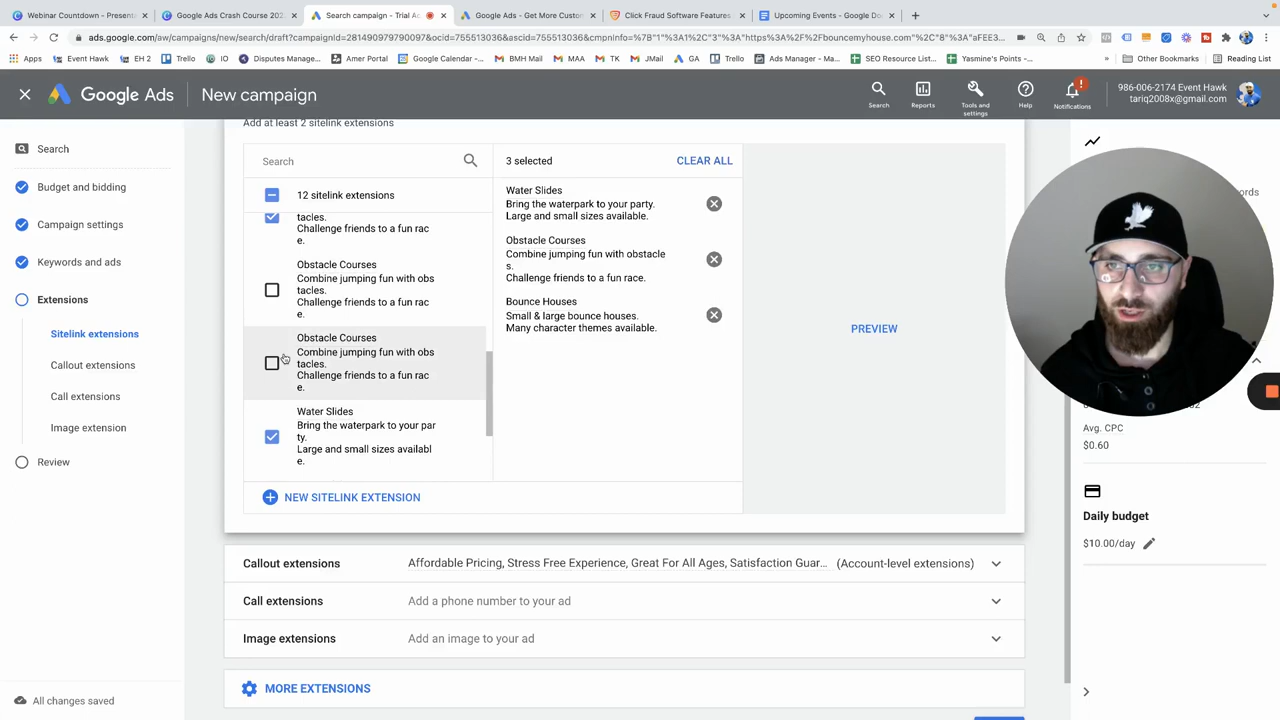 Webinar Countdown - Presenta
Google Ads Crash Course 202
Search campaign - Trial A
Google Ads - Get More Custom
Click Fraud Software Features
Upcoming Events - Google Do
ads.google.com/aw/campaigns/new/search/draft?campaignId=281490979790097&ocid=755513036&ascid=755513036&cmpnInfo=%7B"1"%3A1%2C"3"%3A"https%3A%2F%2Fbouncemyhouse.com"%2C"8"%3A"aFEE3...
Apps
Event Hawk
EH 2
Trello
IO
Disputes Manage...
Amer Portal
Google Calendar -...
BMH Mail
MAA
TK
JMail
GA
Trello
Ads Manager - Ma...
SEO Resource List...
Yasmine's Points -...
»
Other Bookmarks
Reading List
Google Ads
New campaign
Search
Reports
Tools and
settings
Help
Notifications
986-006-2174 Event Hawk
tariq2008x@gmail.com
Search
Budget and bidding
Campaign settings
Keywords and ads
Extensions
Sitelink extensions
Callout extensions
Call extensions
Image extension
Review
All changes saved
Add at least 2 sitelink extensions
Search
12 sitelink extensions
tacles.
Challenge friends to a fun rac
e.
Obstacle Courses
Combine jumping fun with obs
tacles.
Challenge friends to a fun rac
e.
Obstacle Courses
Combine jumping fun with obs
tacles.
Challenge friends to a fun rac
e.
Water Slides
Bring the waterpark to your par
ty.
Large and small sizes availabl
e.
NEW SITELINK EXTENSION
3 selected
CLEAR ALL
Water Slides
Bring the waterpark to your party.
Large and small sizes available.
Obstacle Courses
Combine jumping fun with obstacle
s.
Challenge friends to a fun race.
Bounce Houses
Small & large bounce houses.
Many character themes available.
PREVIEW
Callout extensions
Affordable Pricing, Stress Free Experience, Great For All Ages, Satisfaction Guar...
(Account-level extensions)
Call extensions
Add a phone number to your ad
Image extensions
Add an image to your ad
MORE EXTENSIONS
Avg. CPC
$0.60
Daily budget
$10.00/day